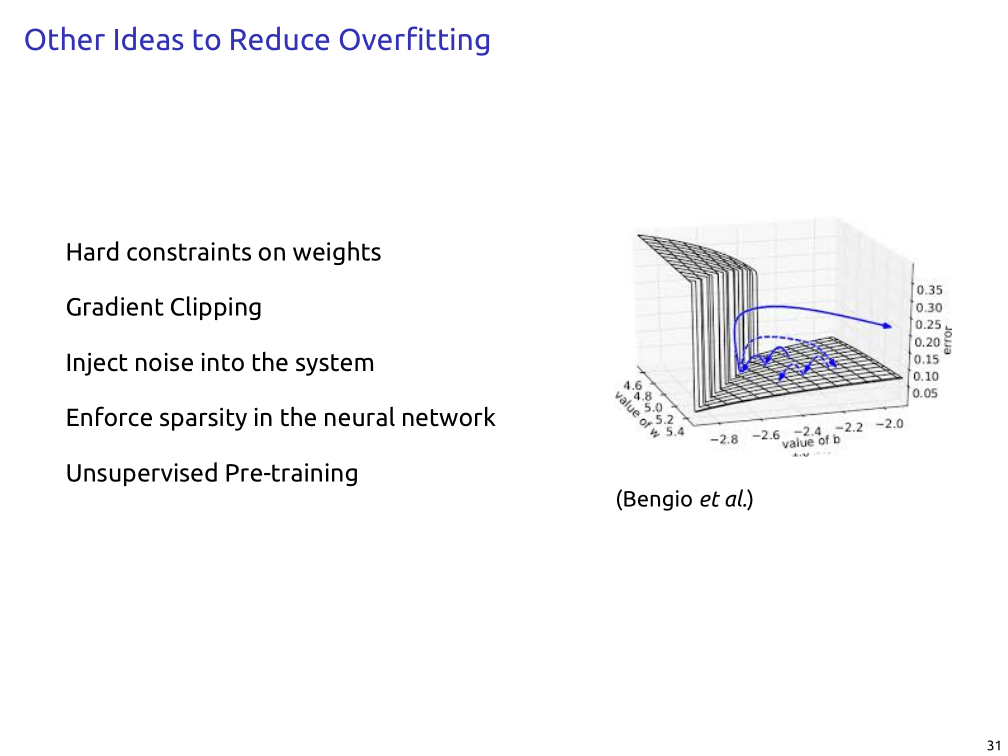 Other Ideas to Reduce Overfitting
Hard constraints on weights
Gradient Clipping
Inject noise into the system
Enforce sparsity in the neural network
Unsupervised Pre-training
0.35
0.30
0.25
0.20
0.15
0.10
0.05
error
4.6
4.8
5.0
5.2
5.4
value of w
−2.8
−2.6
−2.4
−2.2
−2.0
value of b
(Bengio et al.)
31